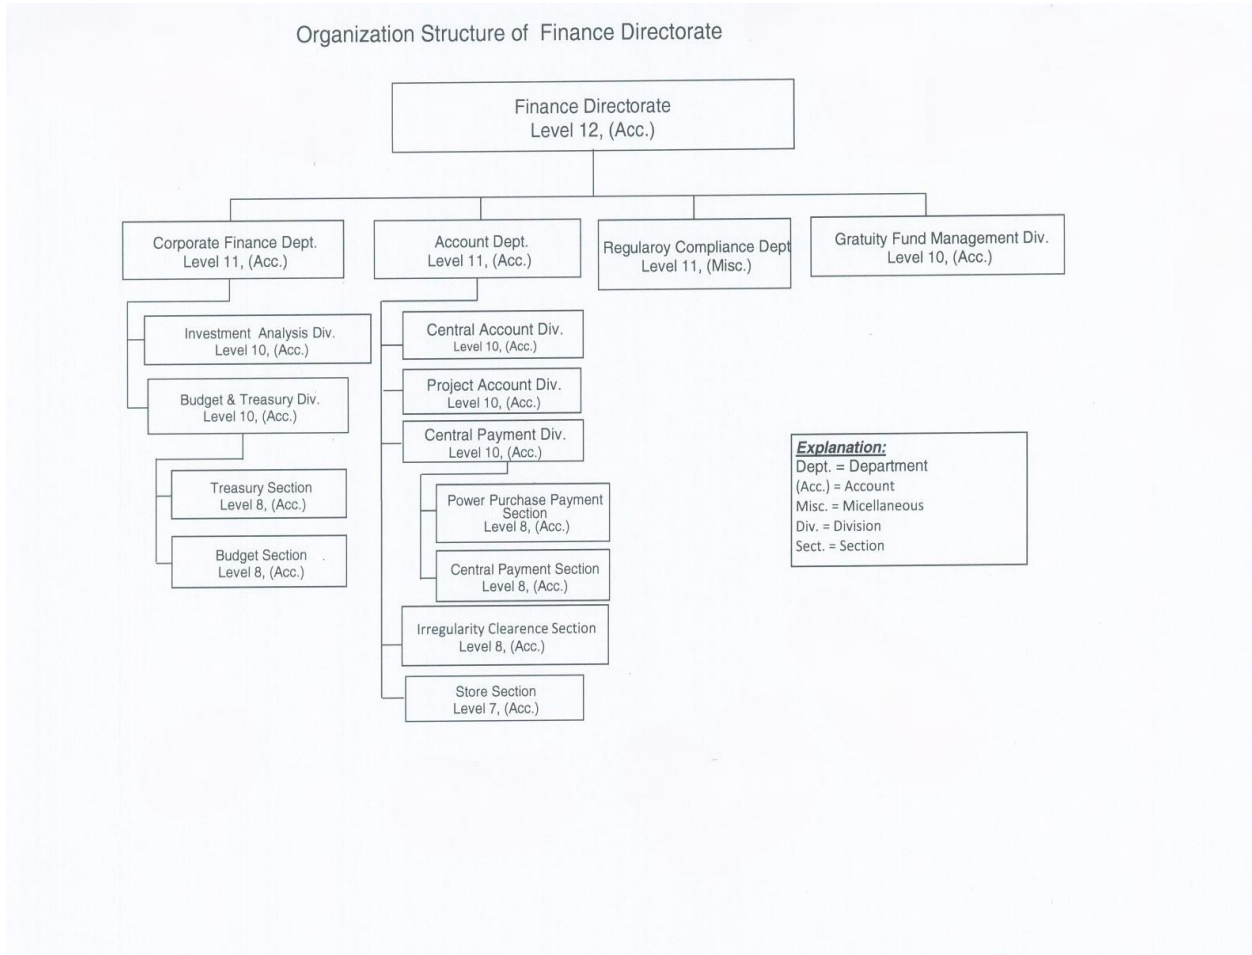 Organization Structure of Finance Directorate
Finance Directorate
Level 12, (Acc.)
Corporate Finance Dept.
Level 11, (Acc.)
Account Dept.
Level 11, (Acc.)
Regularoy Compliance Dept
Level 11, (Misc.)
Gratuity Fund Management Div.
Level 10, (Acc.)
Investment Analysis Div.
Level 10, (Acc.)
Budget & Treasury Div.
Level 10, (Acc.)
Treasury Section
Level 8, (Acc.)
Budget Section
Level 8, (Acc.)
Central Account Div.
Level 10, (Acc.)
Project Account Div.
Level 10, (Acc.)
Central Payment Div.
Level 10, (Acc.)
Power Purchase Payment
Section
Level 8, (Acc.)
Central Payment Section
Level 8, (Acc.)
Irregularity Clearence Section
Level 8, (Acc.)
Store Section
Level 7, (Acc.)
Explanation:
Dept. = Department
(Acc.) = Account
Misc. = Micellaneous
Div. = Division
Sect. = Section